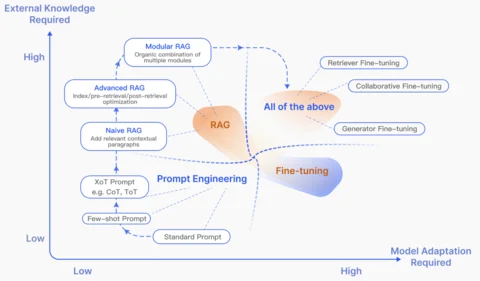 External Knowledge
Required
High
Modular RAG
Organic combination of
multiple modules
Retriever Fine-tuning
Advanced RAG
Index/pre-retrieval/post-retrieval
optimization
Collaborative Fine-tuning
All of the above
RAG
Generator Fine-tuning
Naive RAG
Add relevant contextual
paragraphs
Fine-tuning
XoT Prompt
e.g. CoT, ToT
Prompt Engineering
Few-shot Prompt
Standard Prompt
Low
Model Adaptation
Required
Low
High